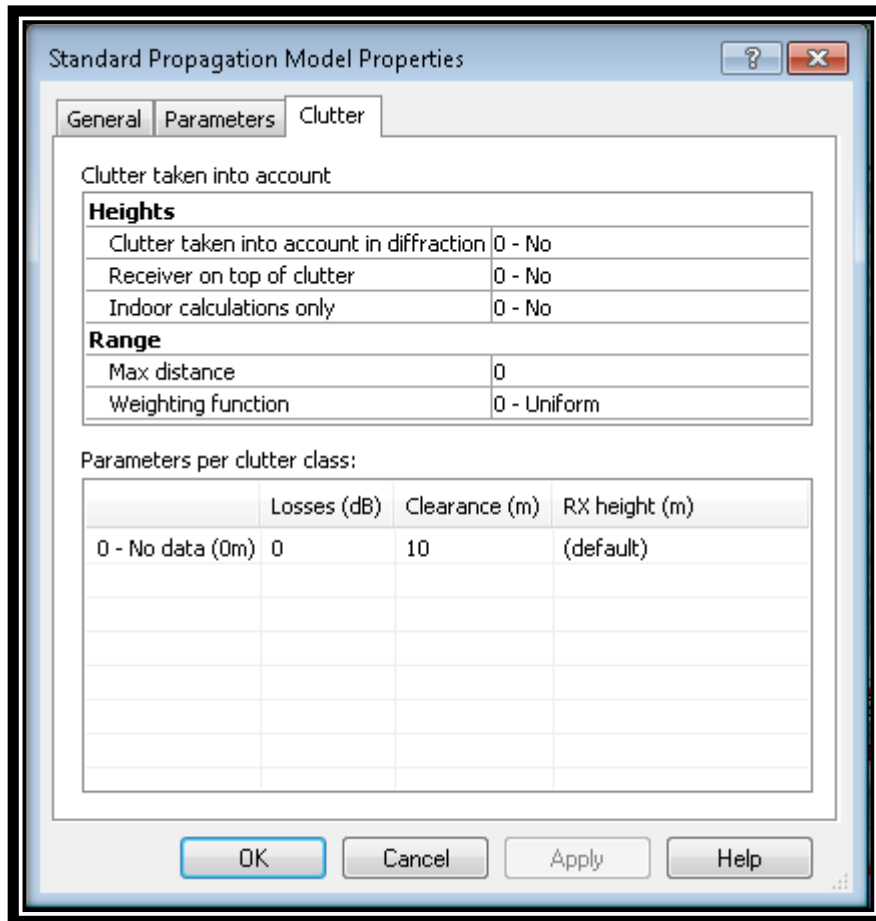 Standard Propagation Model Properties
General Parameters Clutter
Clutter taken into account
Heights
Clutter taken into account in diffraction 0 - No
Receiver on top of clutter 0 - No
Indoor calculations only 0 - No
Range
Max distance 0
Weighting function 0 - Uniform
Parameters per clutter class:
Losses (dB) Clearance (m) RX height (m)
0 - No data (0m) 0 10 (default)
OK Cancel Apply Help